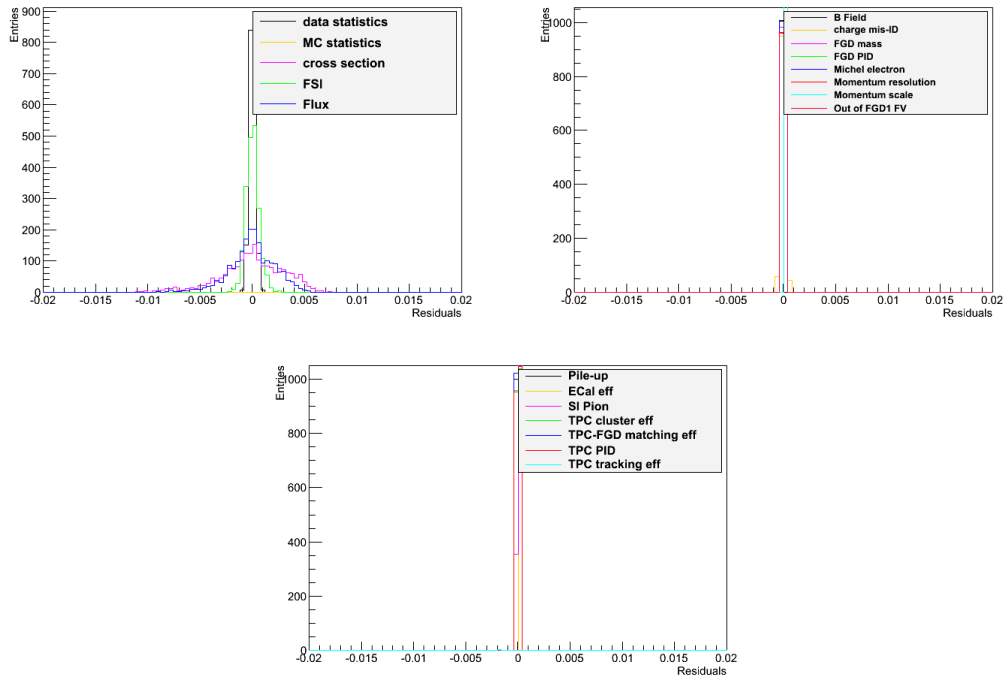 Entries
900
800
700
600
500
400
300
200
100
0
-0.02 -0.015 -0.01 -0.005 0 0.005 0.01 0.015 0.02
Residuals
data statistics
MC statistics
cross section
FSI
Flux
Entries
1000
800
600
400
200
0
-0.02 -0.015 -0.01 -0.005 0 0.005 0.01 0.015 0.02
Residuals
B Field
charge mis-ID
FGD mass
FGD PID
Michel electron
Momentum resolution
Momentum scale
Out of FGD1 FV
Entries
1000
800
600
400
200
0
-0.02 -0.015 -0.01 -0.005 0 0.005 0.01 0.015 0.02
Residuals
Pile-up
ECal eff
SI Pion
TPC cluster eff
TPC-FGD matching eff
TPC PID
TPC tracking eff